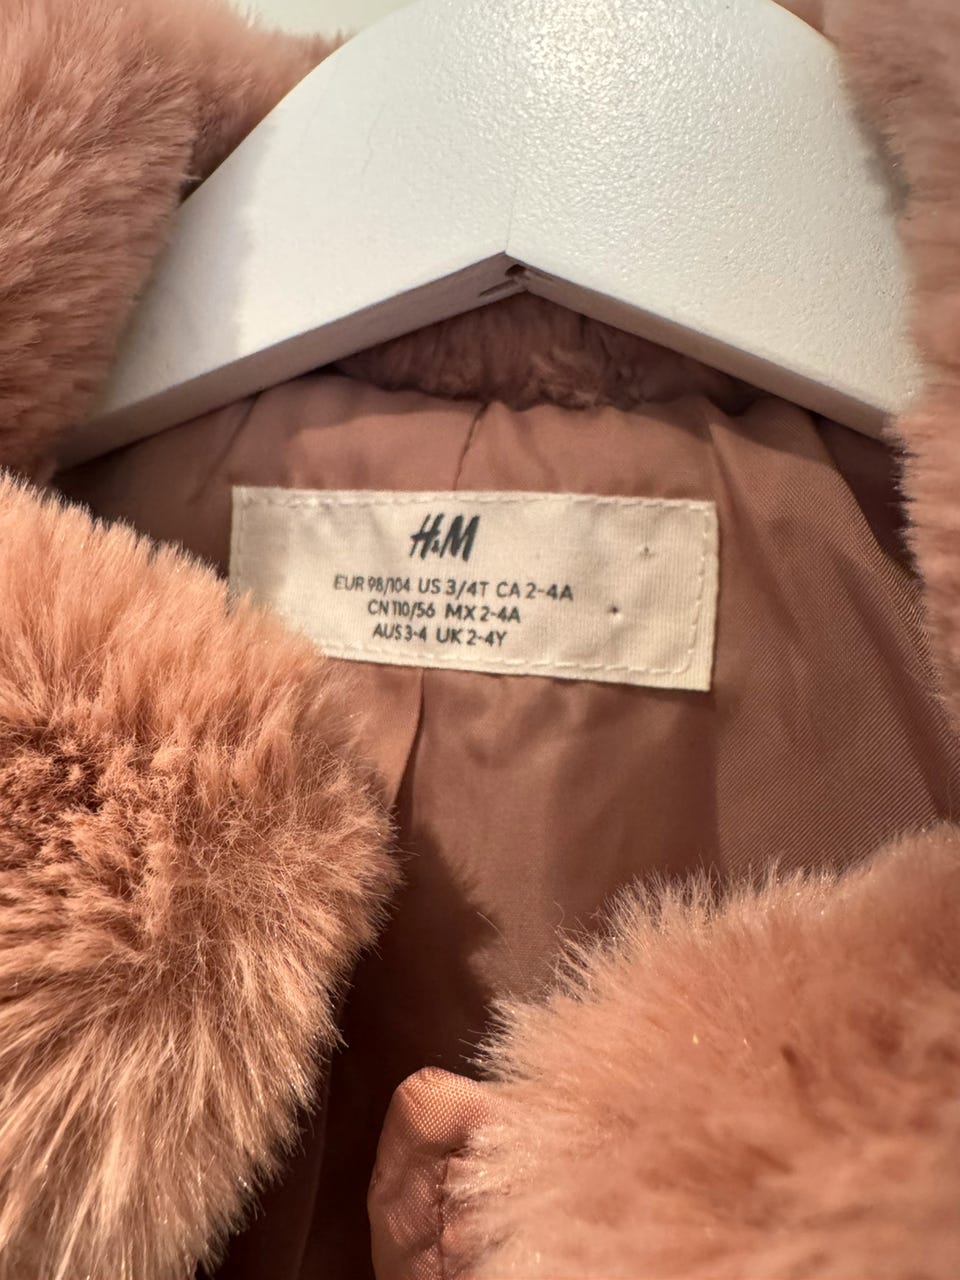 H&M
EUR 98/104 US 3/4T CA 2-4A
CN 110/56 MX 2-4A
AUS 3-4 UK 2-4Y